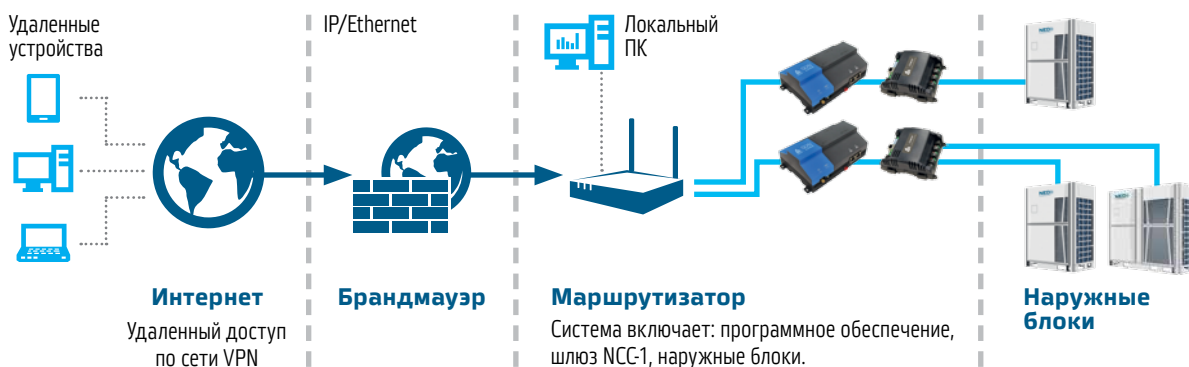 Удаленные
устройства
IP/Ethernet
Локальный
ПК
Интернет
Удаленный доступ
по сети VPN
Брандмауэр
Маршрутизатор
Система включает: программное обеспечение,
шлюз NCC-1, наружные блоки.
Наружные
блоки